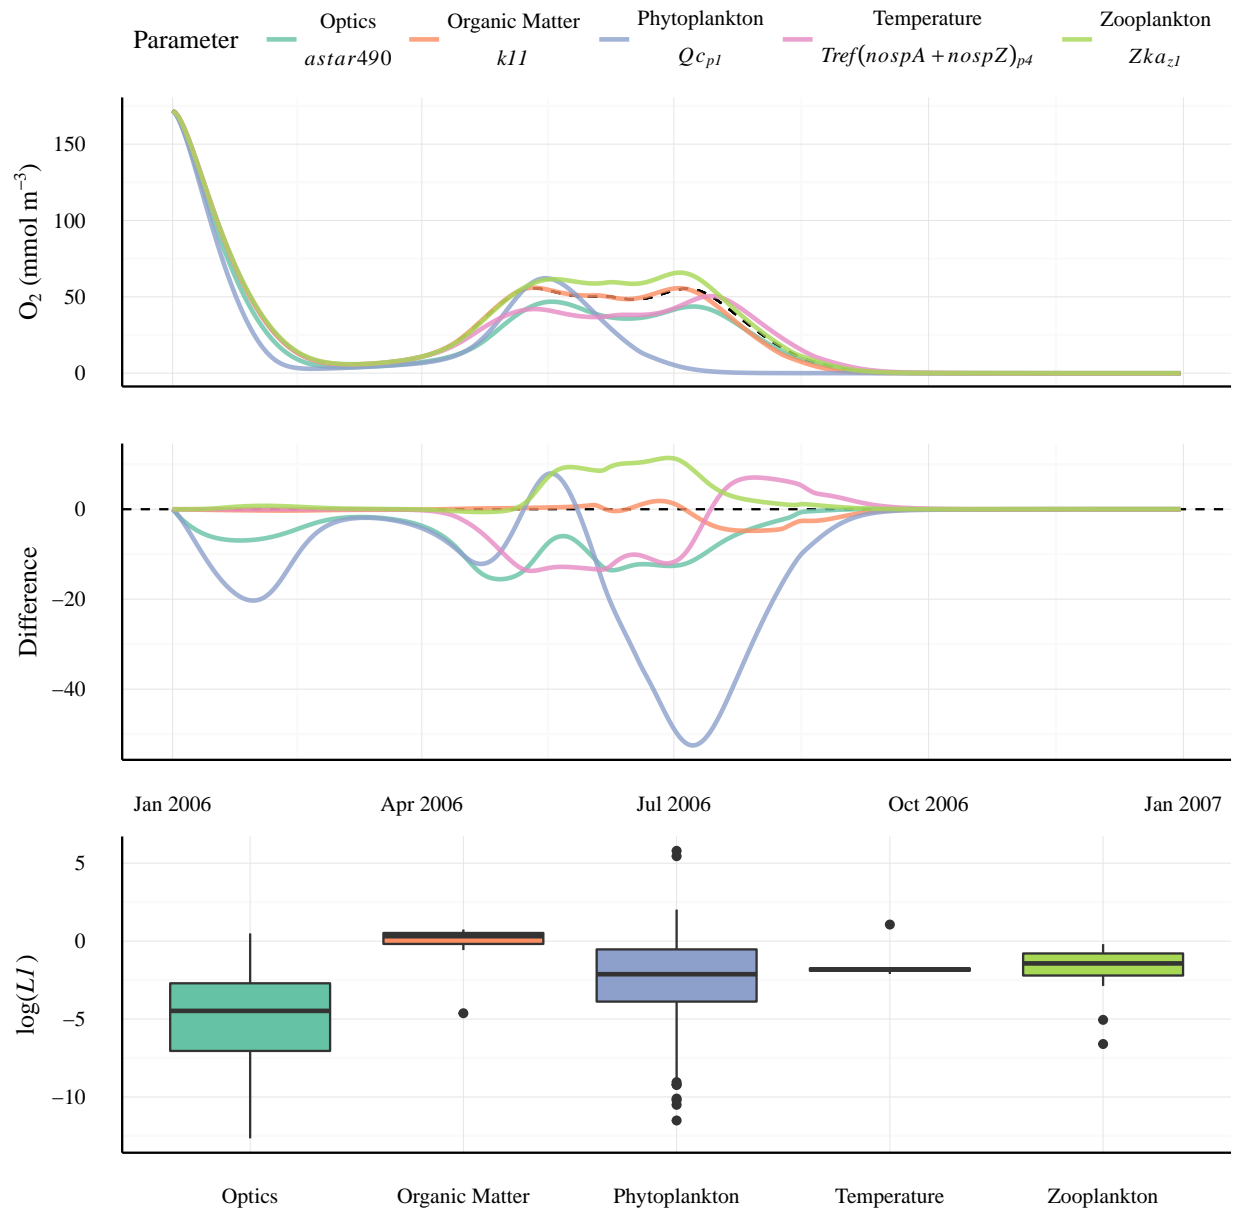 Parameter
Optics
astar490
Organic Matter
k11
Phytoplankton
Qc_p1
Temperature
Tref(nospA + nospZ)_p4
Zooplankton
Zka_z1
O₂ (mmol m⁻³)
150
100
50
0
Difference
0
−20
−40
Jan 2006 Apr 2006 Jul 2006 Oct 2006 Jan 2007
log(L1)
5
0
−5
−10
Optics Organic Matter Phytoplankton Temperature Zooplankton